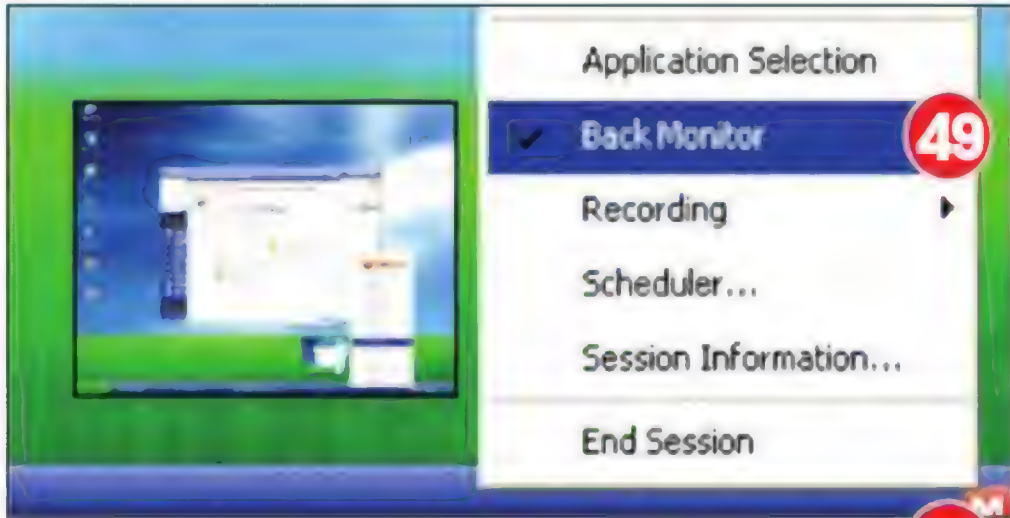 Application Selection
Back Monitor 49
Recording
Scheduler...
Session Information...
End Session